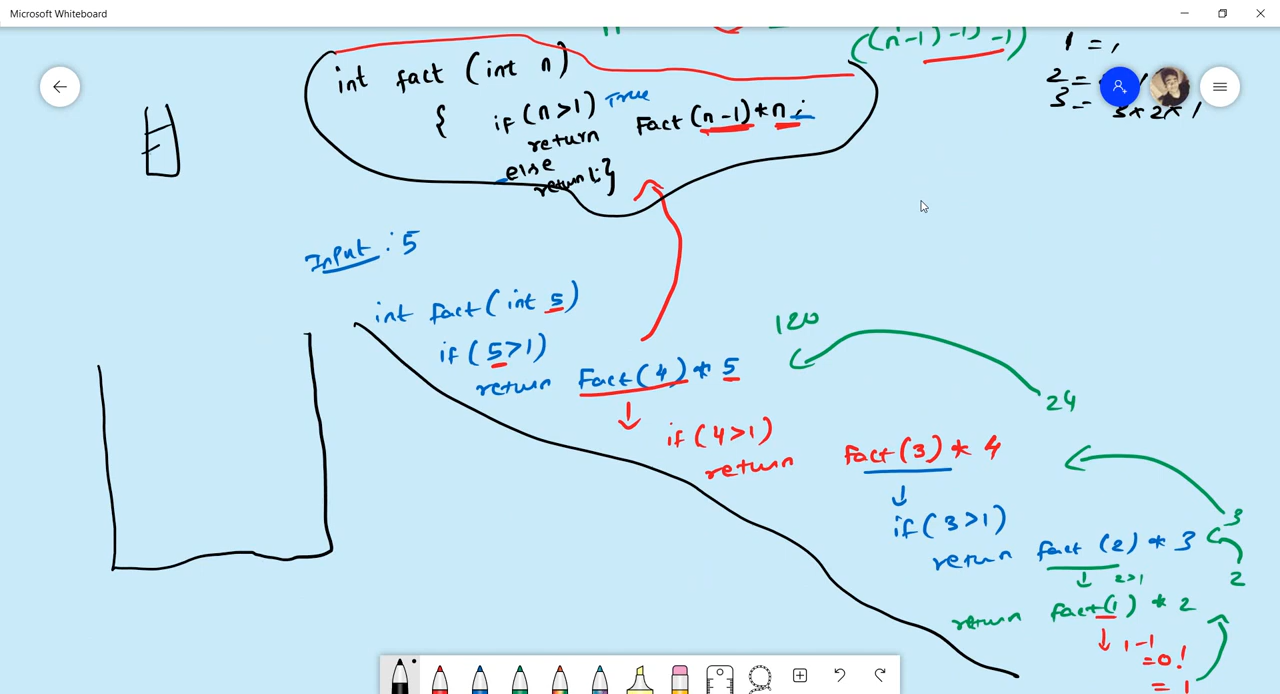 Microsoft Whiteboard
((n-1)-1)-1)
1 = 1
2 =
3 = 3*2*1
int fact (int n)
{ if (n>1) True
return Fact (n-1)*n;
else
return 1;}
Input : 5
int fact (int 5)
if (5>1)
return Fact(4) * 5
120
24
if (4>1)
return Fact(3) * 4
if (3>1)
3
return fact (2) * 3
2>1
2
return fact(1) * 2
1-1
=0!
= 1